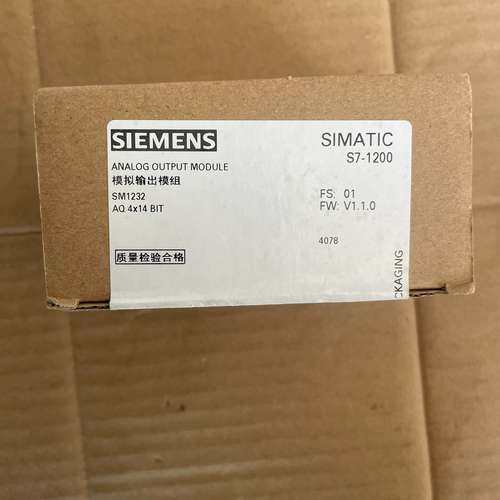 SIEMENS
SIMATIC
S7-1200
ANALOG OUTPUT MODULE
模拟输出模组
SM1232
AQ 4x14 BIT
FS: 01
FW: V1.1.0
4078
质量检验合格
CKAGING